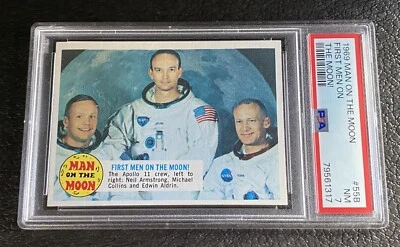 MAN
ON THE
MOON
FIRST MEN ON THE MOON!
The Apollo 11 crew, left to
right: Neil Armstrong, Michael
Collins and Edwin Aldrin.
1969 MAN ON THE MOON
FIRST MEN ON
THE MOON!
PSA
#55B
NM
7
79561317